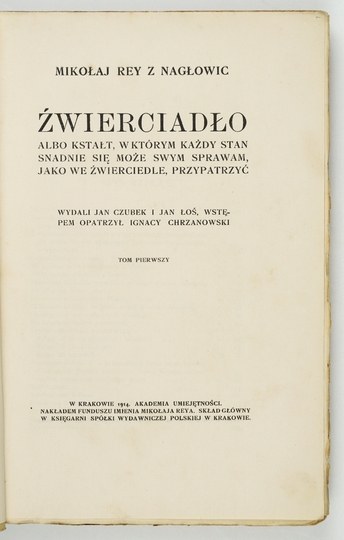 MIKOŁAJ REY Z NAGŁOWIC
ŹWIERCIADŁO
ALBO KSTAŁT, W KTÓRYM KAŻDY STAN
SNADNIE SIĘ MOŻE SWYM SPRAWAM,
JAKO WE ŹWIERCIEDLE, PRZYPATRZYĆ
WYDALI JAN CZUBEK I JAN ŁOŚ, WSTĘ-
PEM OPATRZYŁ IGNACY CHRZANOWSKI
TOM PIERWSZY
W KRAKOWIE 1914. AKADEMIA UMIEJĘTNOŚCI.
NAKŁADEM FUNDUSZU IMIENIA MIKOŁAJA REYA. SKŁAD GŁÓWNY
W KSIĘGARNI SPÓŁKI WYDAWNICZEJ POLSKIEJ W KRAKOWIE.